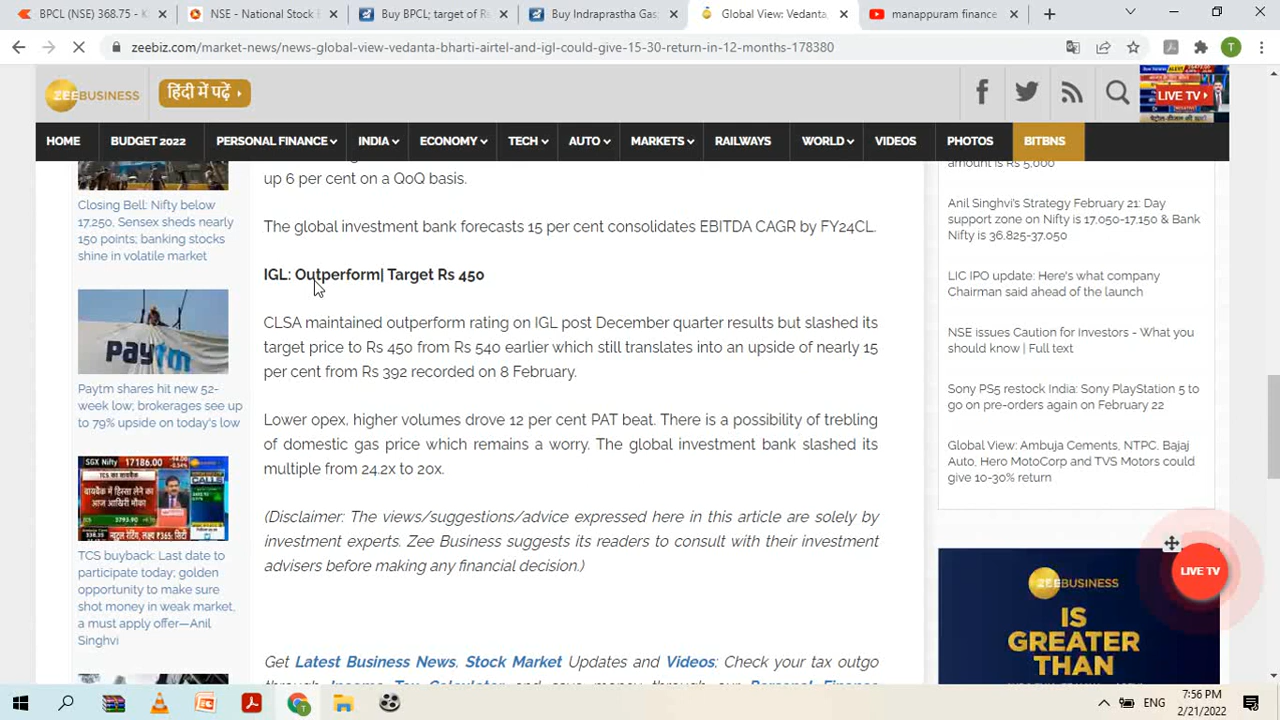 BPCL (NSE) 368.75 - K
NSE - National Stock E
Buy BPCL; target of Rs
Buy Indraprastha Gas;
Global View: Vedanta,
manappuram finance
zeebiz.com/market-news/news-global-view-vedanta-bharti-airtel-and-igl-could-give-15-30-return-in-12-months-178380
T
ZEEBUSINESS
हिंदी में पढ़ें
LIVE TV
HOME
BUDGET 2022
PERSONAL FINANCE
INDIA
ECONOMY
TECH
AUTO
MARKETS
RAILWAYS
WORLD
VIDEOS
PHOTOS
BITBNS
Closing Bell: Nifty below
17,250, Sensex sheds nearly
150 points; banking stocks
shine in volatile market
Paytm
Paytm shares hit new 52-
week low; brokerages see up
to 79% upside on today's low
SGX Nifty 17186.00
CALLS
TCS buyback: Last date to
participate today; golden
opportunity to make sure
shot money in weak market,
a must apply offer—Anil
Singhvi
up 6 per cent on a QoQ basis.
The global investment bank forecasts 15 per cent consolidates EBITDA CAGR by FY24CL.
IGL: Outperform| Target Rs 450
CLSA maintained outperform rating on IGL post December quarter results but slashed its
target price to Rs 450 from Rs 540 earlier which still translates into an upside of nearly 15
per cent from Rs 392 recorded on 8 February.
Lower opex, higher volumes drove 12 per cent PAT beat. There is a possibility of trebling
of domestic gas price which remains a worry. The global investment bank slashed its
multiple from 24.2x to 20x.
(Disclaimer: The views/suggestions/advice expressed here in this article are solely by
investment experts. Zee Business suggests its readers to consult with their investment
advisers before making any financial decision.)
Get Latest Business News, Stock Market Updates and Videos; Check your tax outgo
through Income Tax Calculator and save money through our Personal Finance
amount is Rs 5,000
Anil Singhvi's Strategy February 21: Day
support zone on Nifty is 17,050-17,150 & Bank
Nifty is 36,825-37,050
LIC IPO update: Here's what company
Chairman said ahead of the launch
NSE issues Caution for Investors - What you
should know | Full text
Sony PS5 restock India: Sony PlayStation 5 to
go on pre-orders again on February 22
Global View: Ambuja Cements, NTPC, Bajaj
Auto, Hero MotoCorp and TVS Motors could
give 10-30% return
LIVE TV
ZEEBUSINESS
IS
GREATER
THAN
ENG
7:56 PM
2/21/2022